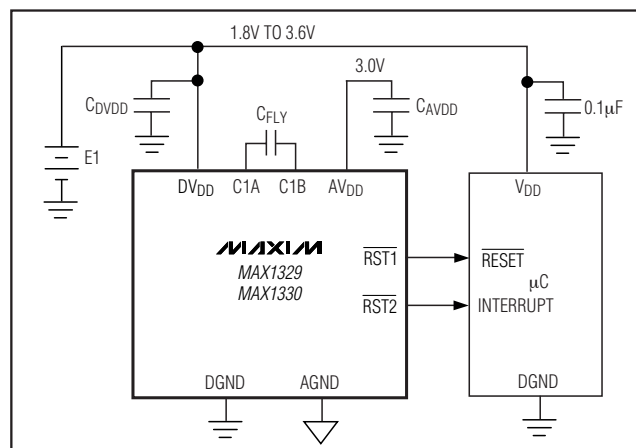 1.8V TO 3.6V
3.0V
CDVDD
CFLY
CAVDD
0.1µF
E1
DVDD C1A C1B AVDD
VDD
MAXIM
MAX1329
MAX1330
RST1
RST2
RESET
µC
INTERRUPT
DGND AGND
DGND